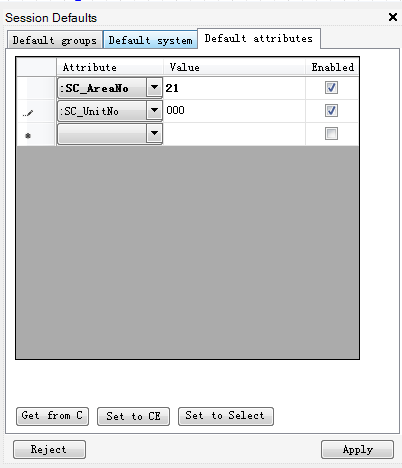 Session Defaults
Default groups Default system Default attributes
Attribute Value Enabled
:SC_AreaNo 21
:SC_UnitNo 000
Get from C Set to CE Set to Select
Reject Apply